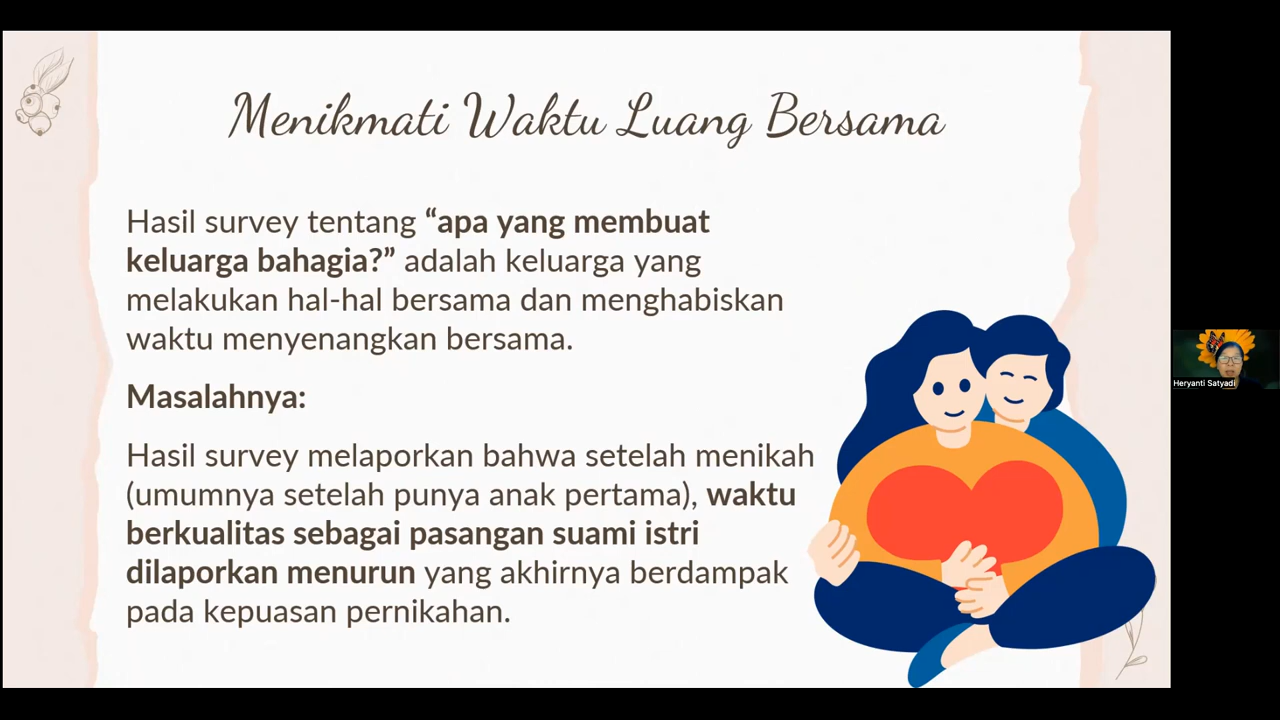 Menikmati Waktu Luang Bersama
Hasil survey tentang “apa yang membuat
keluarga bahagia?” adalah keluarga yang
melakukan hal-hal bersama dan menghabiskan
waktu menyenangkan bersama.
Masalahnya:
Hasil survey melaporkan bahwa setelah menikah
(umumnya setelah punya anak pertama), waktu
berkualitas sebagai pasangan suami istri
dilaporkan menurun yang akhirnya berdampak
pada kepuasan pernikahan.
Heryanti Satyadi